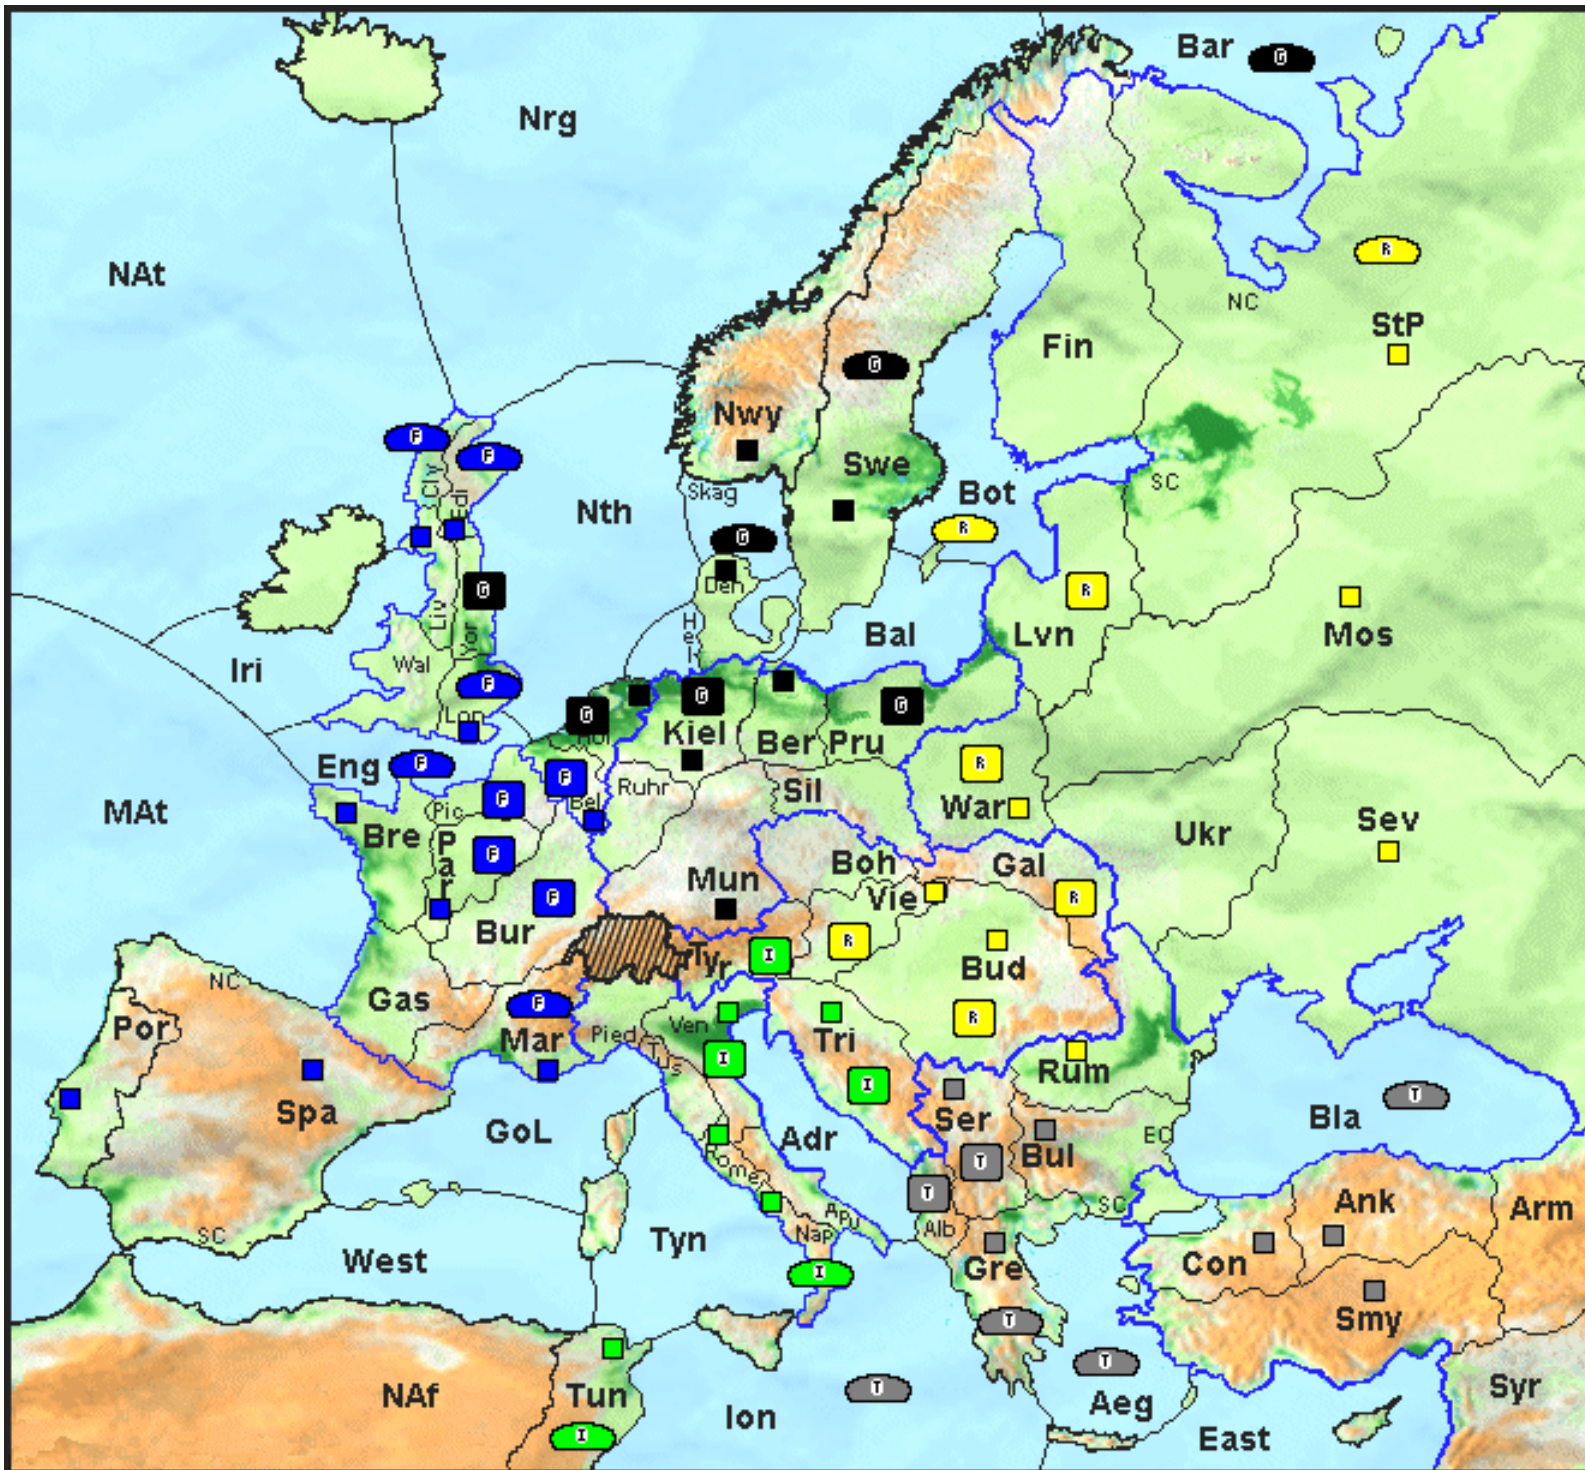 Bar
G
Nrg
R
NAt
NC
StP
Fin
G
Nwy
F
F
Swe
Cly
Edi
Skag
Bot
SC
Nth
R
G
Den
G
R
Liv
Yor
Hel
Bal
Lvn
Mos
Wal
Iri
F
G
G
G
Lon
Hol
Kiel
Ber
Pru
Eng
F
F
R
Ruhr
Sil
MAt
Pic
F
Bel
War
Bre
Par
F
Ukr
Sev
Boh
Gal
Mun
Vie
F
R
Bur
R
Tyr
I
Bud
NC
Gas
F
R
Por
Mar
Pied
Ven
Tri
Tus
I
Rum
I
Spa
Ser
T
Bla
GoL
Adr
Bul
EC
Rome
T
T
Ank
Arm
SC
Tyn
Apu
Nap
Alb
SC
West
Con
Gre
I
Smy
T
T
NAf
Tun
T
Ion
Aeg
Syr
I
East